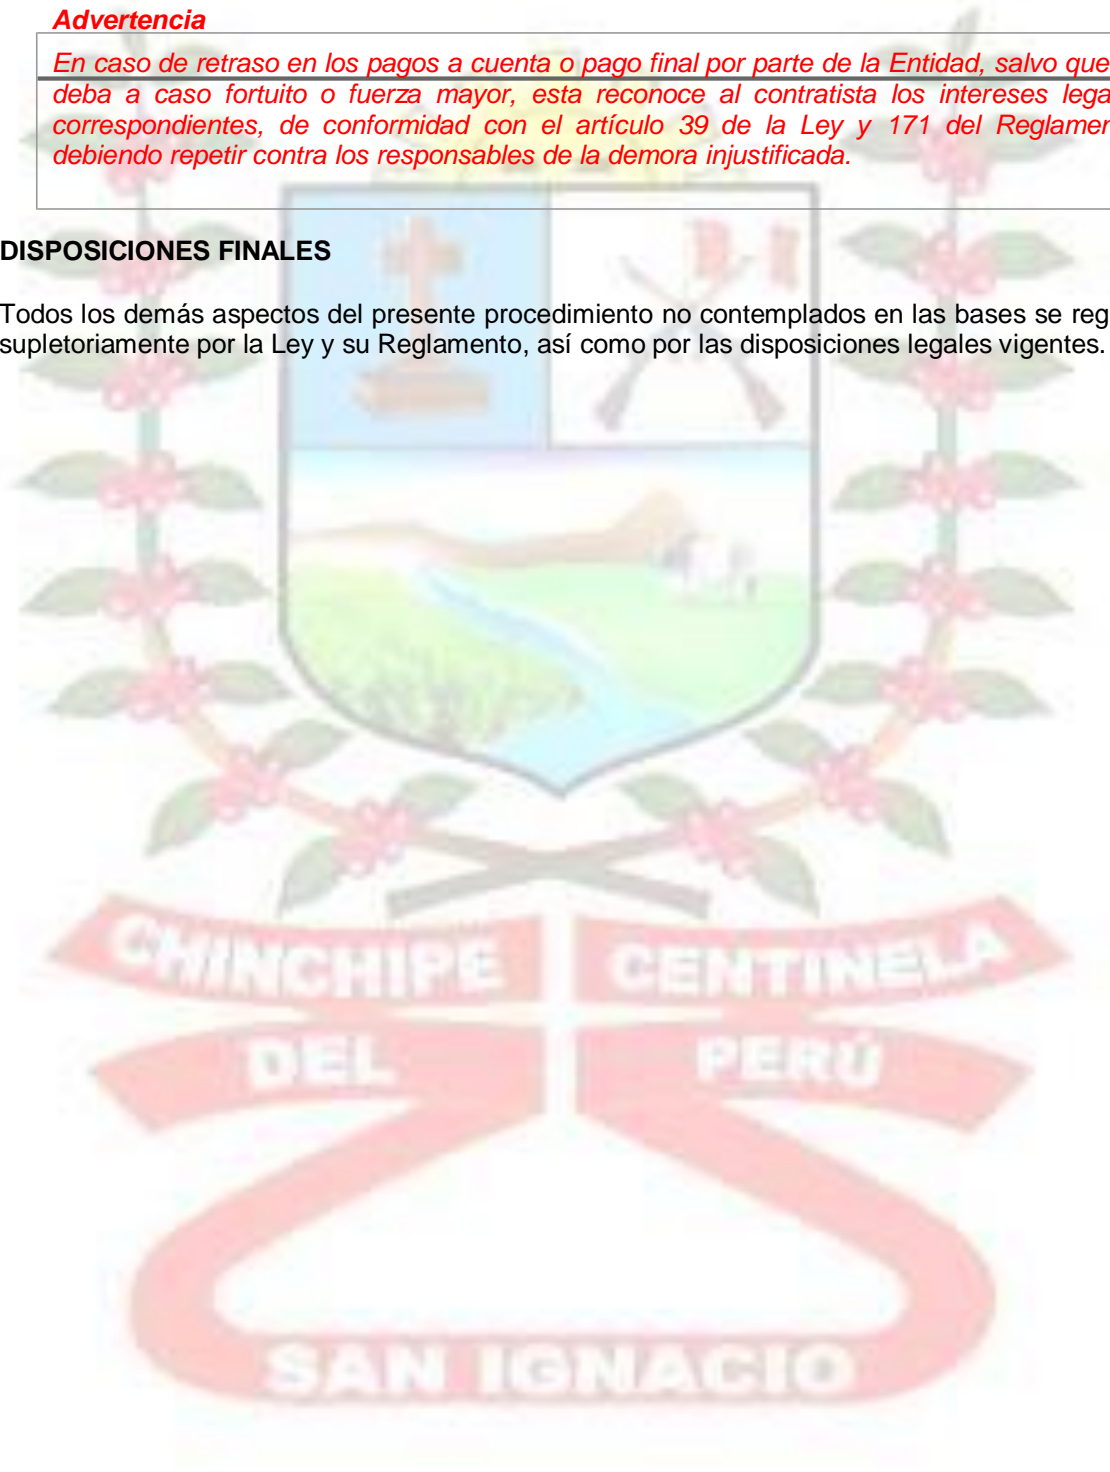 Advertencia
En caso de retraso en los pagos a cuenta o pago final por parte de la Entidad, salvo que
deba a caso fortuito o fuerza mayor, esta reconoce al contratista los intereses lega
correspondientes, de conformidad con el artículo 39 de la Ley y 171 del Reglamer
debiendo repetir contra los responsables de la demora injustificada.
DISPOSICIONES FINALES
Todos los demás aspectos del presente procedimiento no contemplados en las bases se reg
supletoriamente por la Ley y su Reglamento, así como por las disposiciones legales vigentes.
CHINCHIPE CENTINELA
DEL PERÚ
SAN IGNACIO